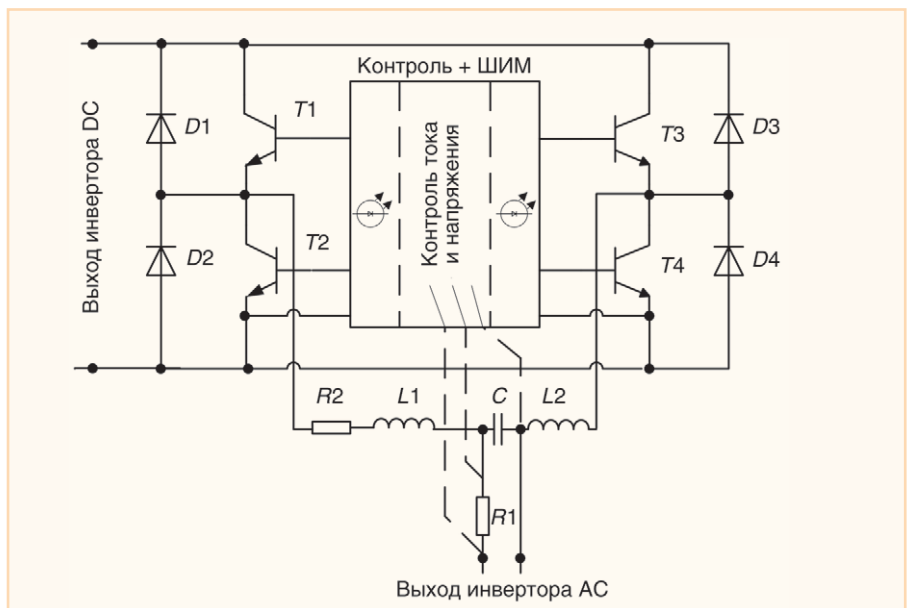 Контроль + ШИМ
Выход инвертора DC
D1
T1
T3
D3
Контроль тока
и напряжения
D2
T2
T4
D4
R2
L1
C
L2
R1
Выход инвертора AC